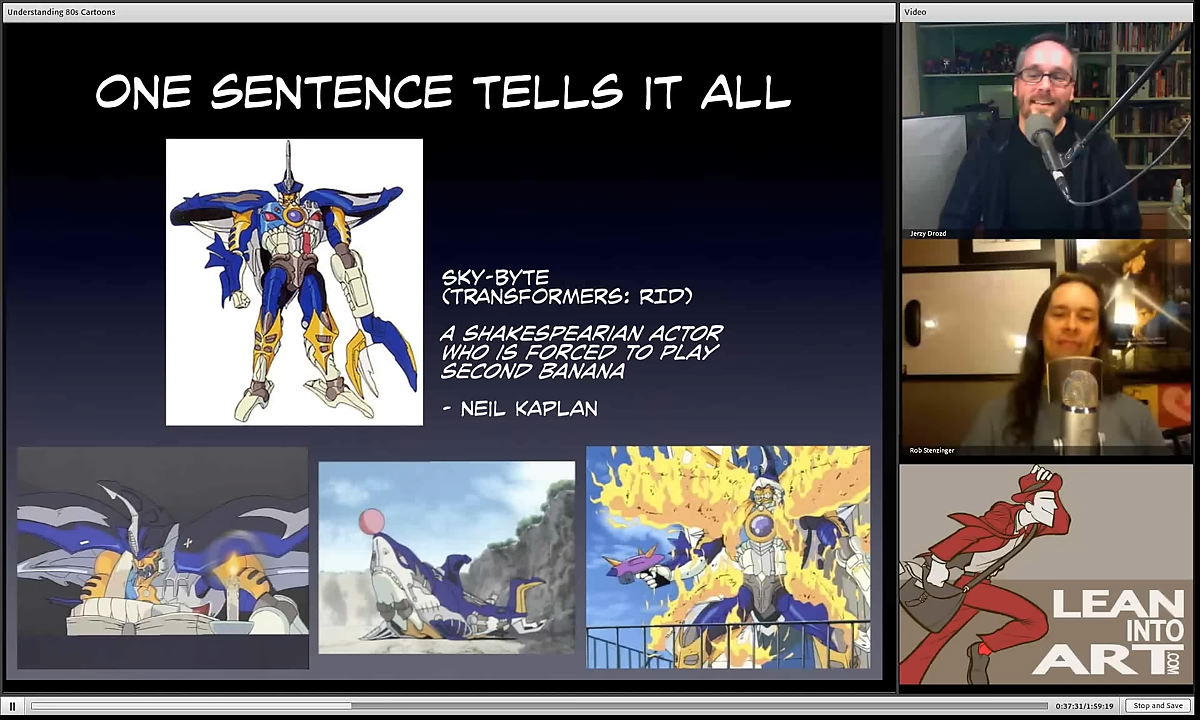 Understanding 80s Cartoons
Video
ONE SENTENCE TELLS IT ALL
SKY-BYTE
(TRANSFORMERS: RID)
A SHAKESPEARIAN ACTOR
WHO IS FORCED TO PLAY
SECOND BANANA
- NEIL KAPLAN
Jerzy Drozd
Rob Stenzinger
LEAN
INTO
ART.COM
0:37:31/1:59:19
Stop and Save